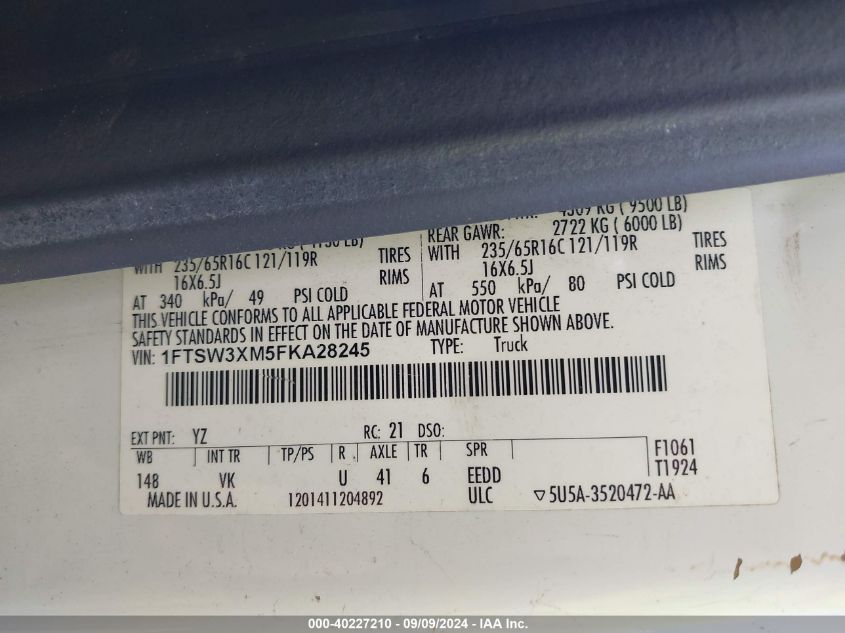 4309 KG ( 9500 LB)
REAR GAWR: 2722 KG ( 6000 LB)
WITH 235/65R16C 121/119R TIRES
16X6.5J RIMS
AT 340 kPa/ 49 PSI COLD
WITH 235/65R16C 121/119R TIRES
16X6.5J RIMS
AT 550 kPa/ 80 PSI COLD
THIS VEHICLE CONFORMS TO ALL APPLICABLE FEDERAL MOTOR VEHICLE
SAFETY STANDARDS IN EFFECT ON THE DATE OF MANUFACTURE SHOWN ABOVE.
VIN: 1FTSW3XM5FKA28245 TYPE: Truck
EXT PNT: YZ RC: 21 DSO:
WB INT TR TP/PS R AXLE TR SPR F1061
148 VK U 41 6 EEDD T1924
MADE IN U.S.A. 1201411204892 ULC 5U5A-3520472-AA
000-40227210 - 09/09/2024 - IAA Inc.